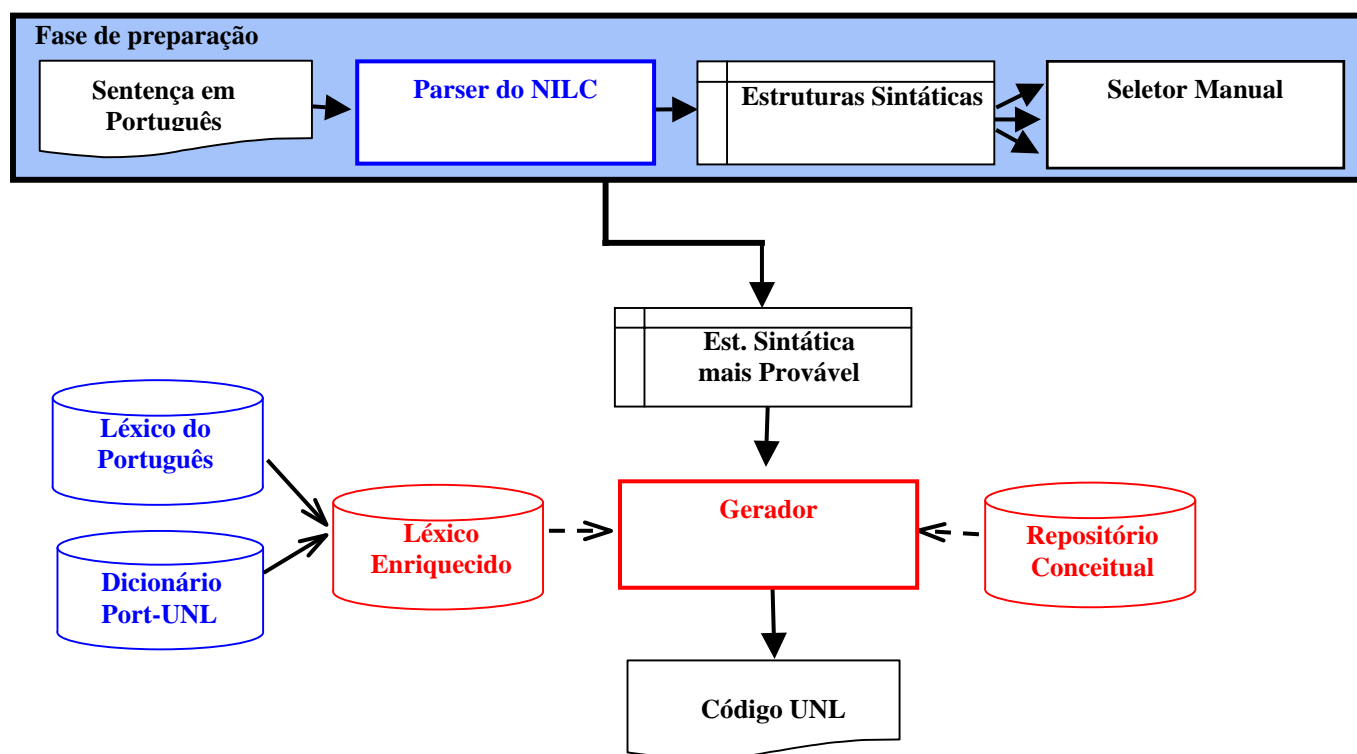 Fase de preparação
Sentença em
Português
Parser do NILC
Estruturas Sintáticas
Seletor Manual
Est. Sintática
mais Provável
Léxico do
Português
Dicionário
Port-UNL
Léxico
Enriquecido
Gerador
Repositório
Conceitual
Código UNL